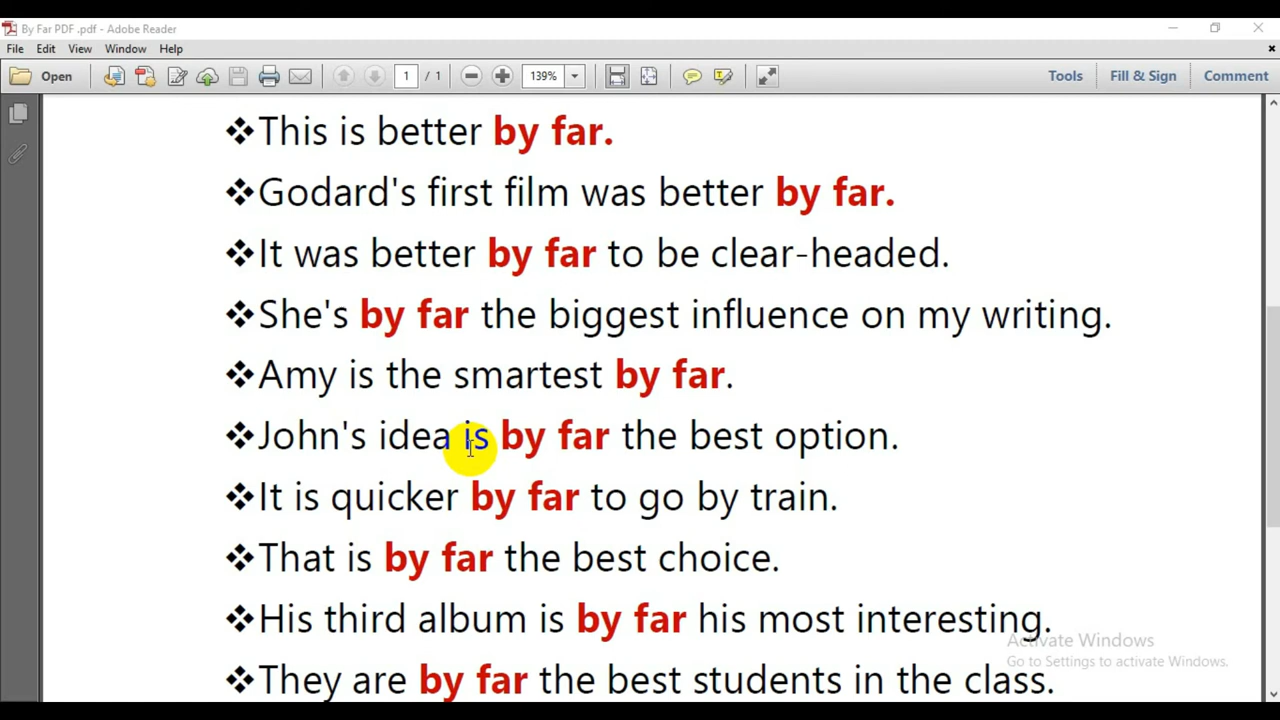 By Far PDF .pdf - Adobe Reader
File Edit View Window Help
Open 1 / 1 139% Tools Fill & Sign Comment
❖This is better by far.
❖Godard's first film was better by far.
❖It was better by far to be clear-headed.
❖She's by far the biggest influence on my writing.
❖Amy is the smartest by far.
❖John's idea is by far the best option.
❖It is quicker by far to go by train.
❖That is by far the best choice.
❖His third album is by far his most interesting.
Activate Windows
Go to Settings to activate Windows.
❖They are by far the best students in the class.